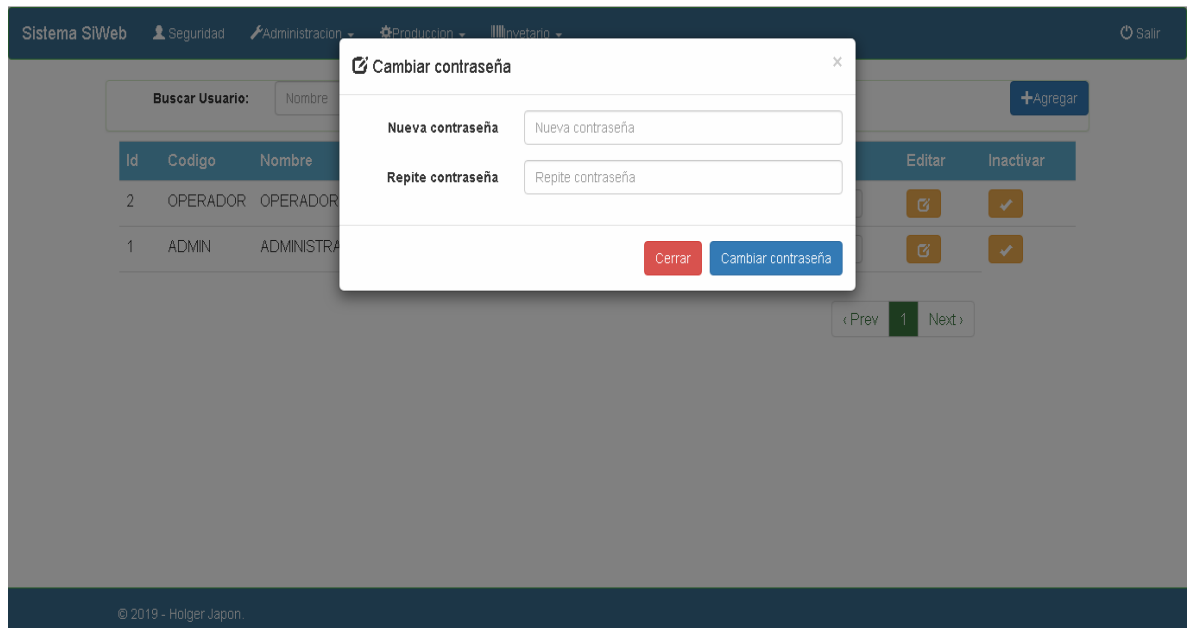 Sistema SiWeb Seguridad Administracion Produccion Invetario Salir
Cambiar contraseña ×
Buscar Usuario: Nombre +Agregar
Nueva contraseña Nueva contraseña
Id Codigo Nombre Editar Inactivar
Repite contraseña Repite contraseña
2 OPERADOR OPERADOR
1 ADMIN ADMINISTRA
Cerrar Cambiar contraseña
‹ Prev 1 Next ›
© 2019 - Holger Japon.